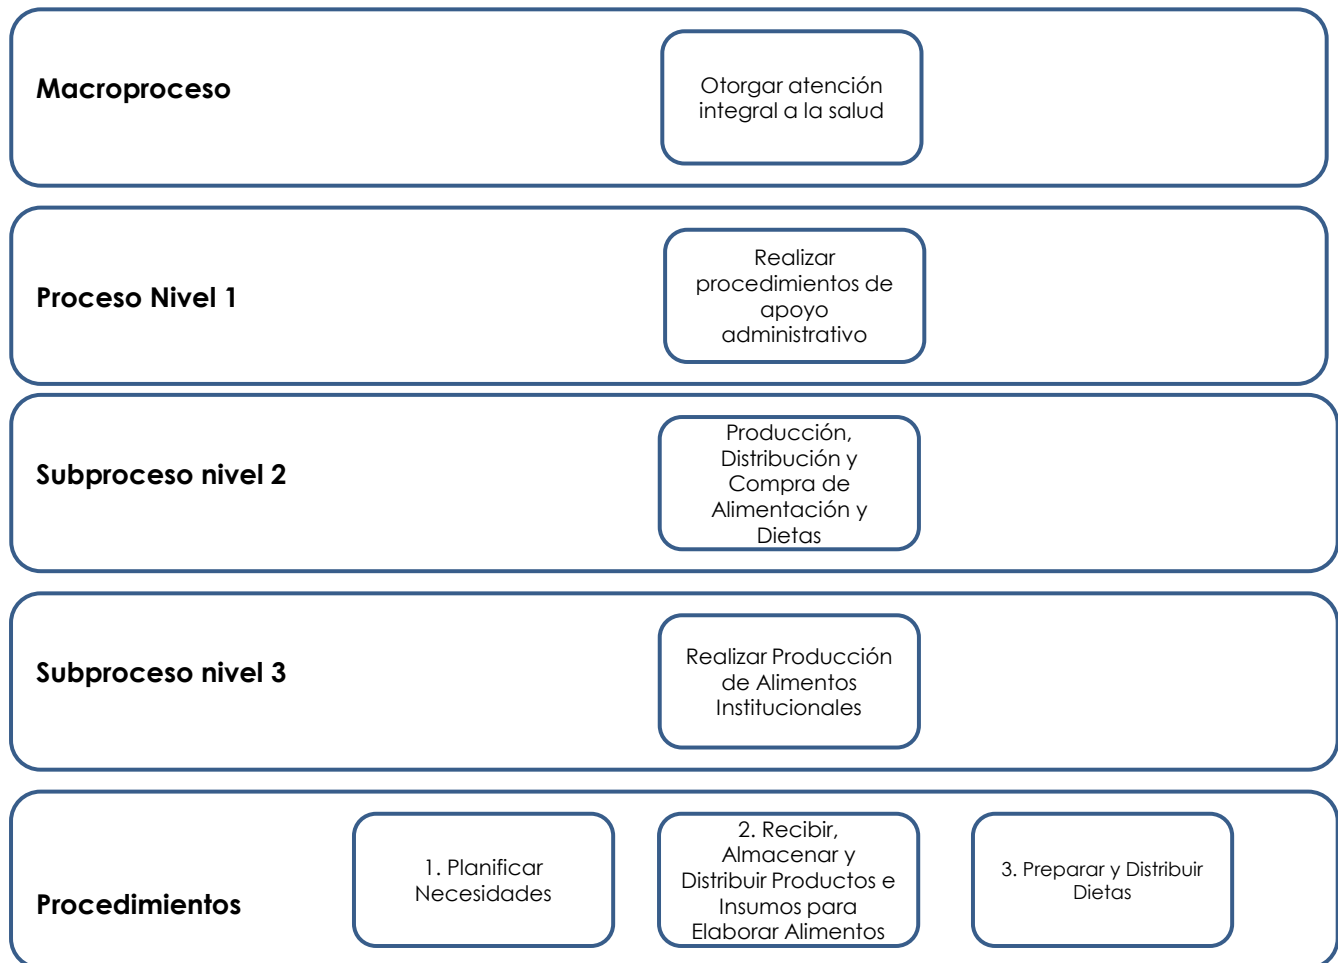 Macroproceso
Otorgar atención
integral a la salud
Proceso Nivel 1
Realizar
procedimientos de
apoyo
administrativo
Subproceso nivel 2
Producción,
Distribución y
Compra de
Alimentación y
Dietas
Subproceso nivel 3
Realizar Producción
de Alimentos
Institucionales
Procedimientos
1. Planificar
Necesidades
2. Recibir,
Almacenar y
Distribuir Productos e
Insumos para
Elaborar Alimentos
3. Preparar y Distribuir
Dietas